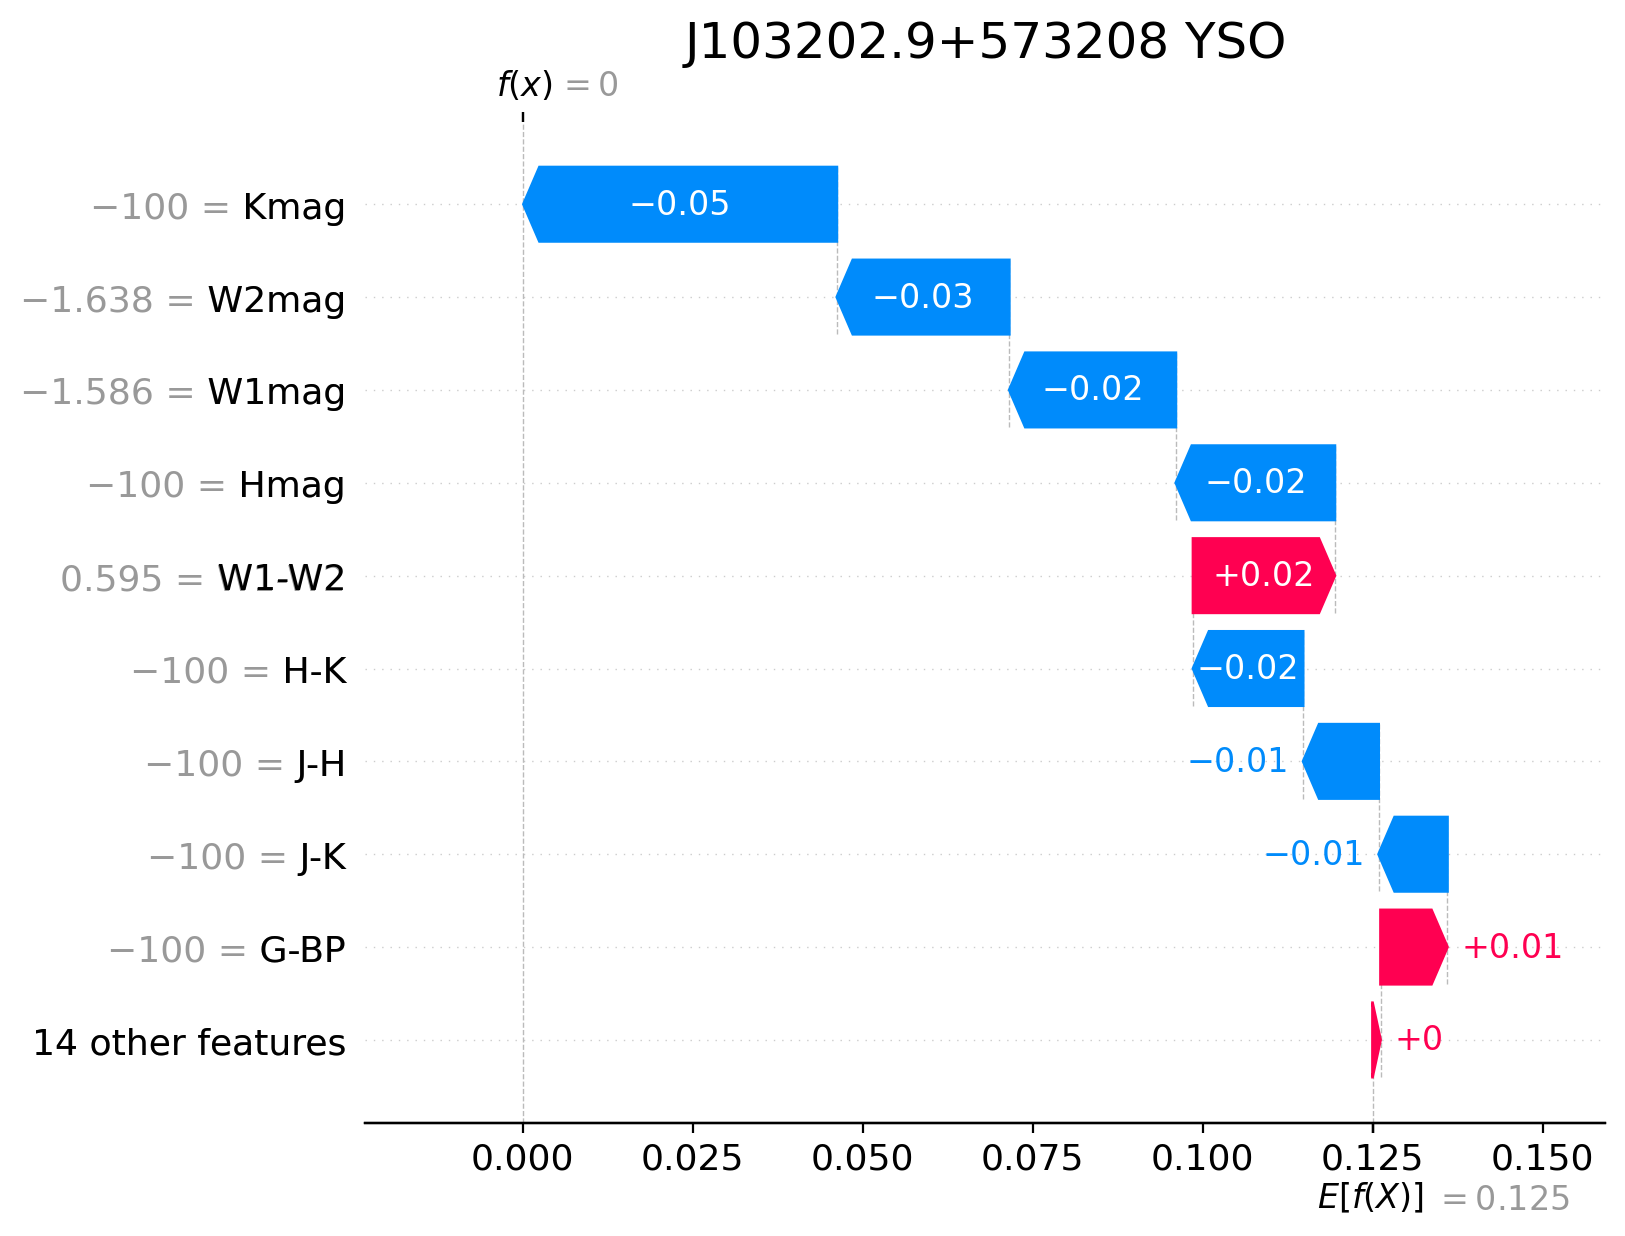 J103202.9+573208 YSO
f(x) = 0
−100 = Kmag
−0.05
−1.638 = W2mag
−0.03
−1.586 = W1mag
−0.02
−100 = Hmag
−0.02
0.595 = W1-W2
+0.02
−100 = H-K
−0.02
−100 = J-H
−0.01
−100 = J-K
−0.01
−100 = G-BP
+0.01
14 other features
+0
0.000 0.025 0.050 0.075 0.100 0.125 0.150
E[f(X)] = 0.125